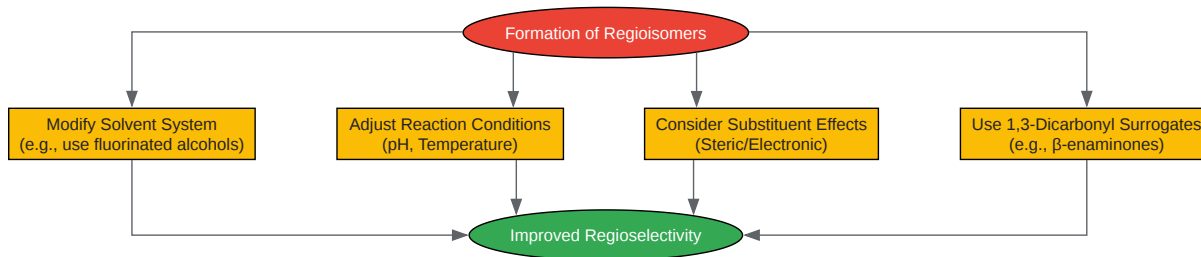 Formation of Regioisomers
Modify Solvent System
(e.g., use fluorinated alcohols)
Adjust Reaction Conditions
(pH, Temperature)
Consider Substituent Effects
(Steric/Electronic)
Use 1,3-Dicarbonyl Surrogates
(e.g., β-enaminones)
Improved Regioselectivity